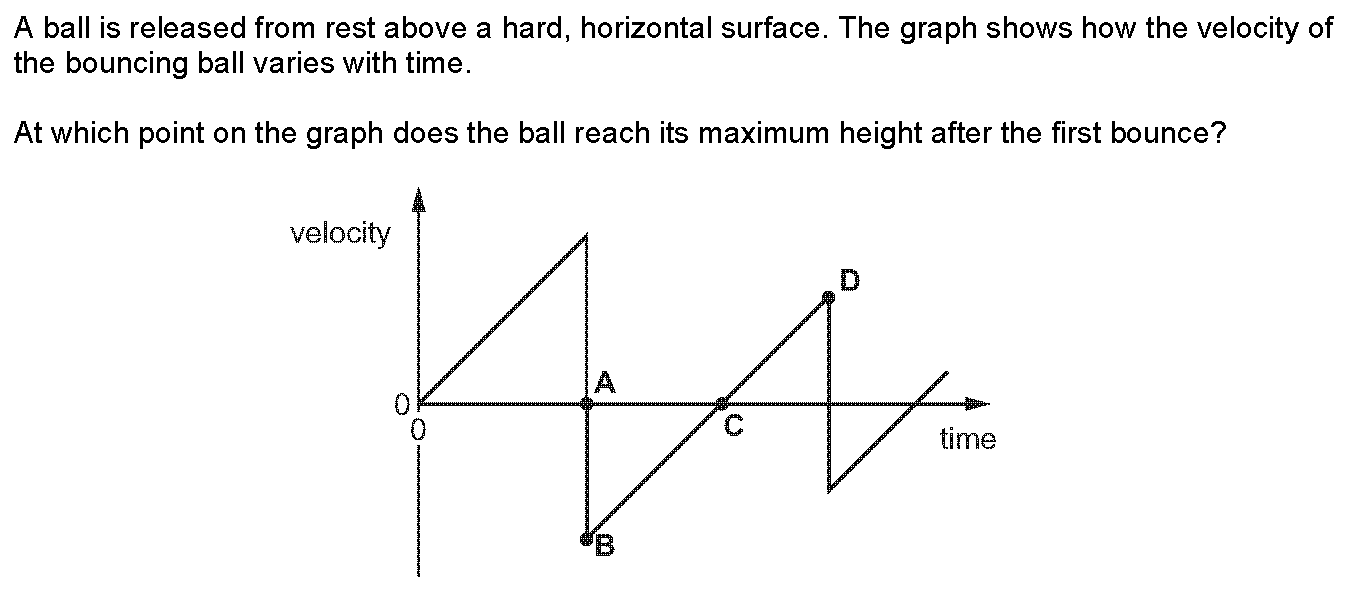 A ball is released from rest above a hard, horizontal surface. The graph shows how the velocity of
the bouncing ball varies with time.
At which point on the graph does the ball reach its maximum height after the first bounce?
velocity
D
A
0
0
C
time
B